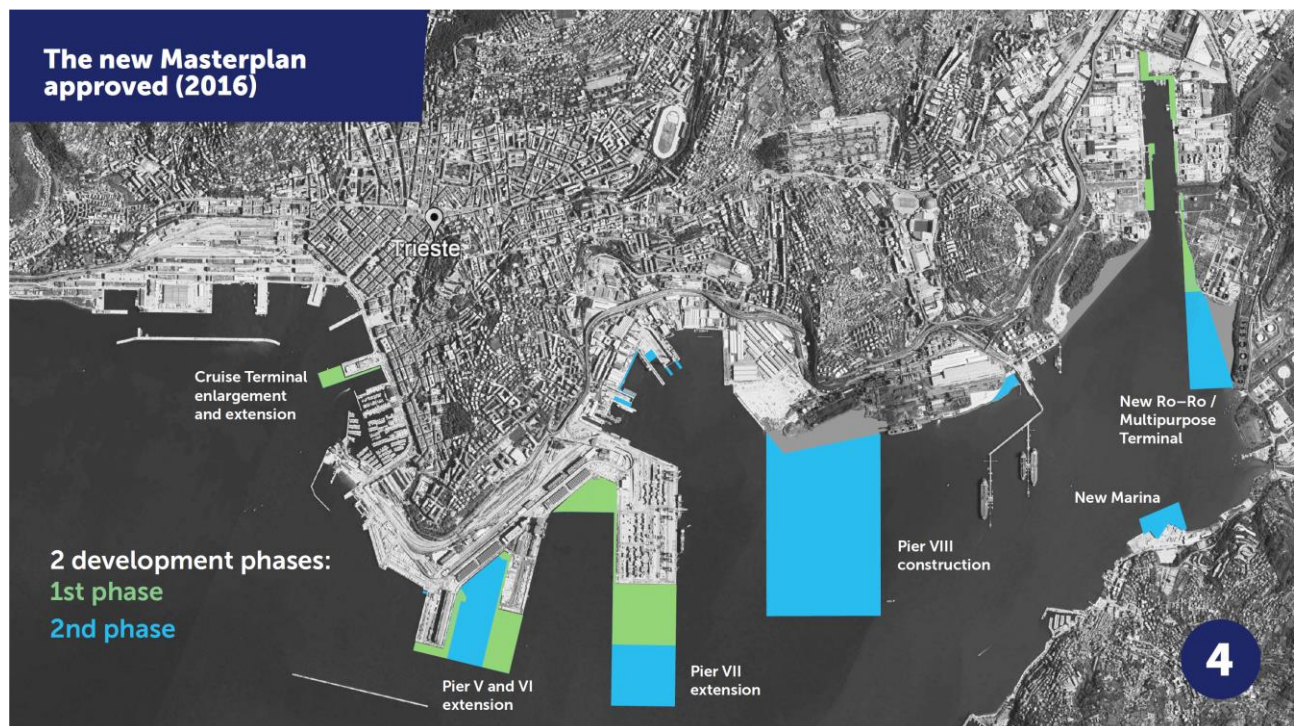 The new Masterplan
approved (2016)
Trieste
Cruise Terminal
enlargement
and extension
New Ro–Ro /
Multipurpose
Terminal
New Marina
Pier VIII
construction
2 development phases:
1st phase
2nd phase
Pier V and VI
extension
Pier VII
extension
4